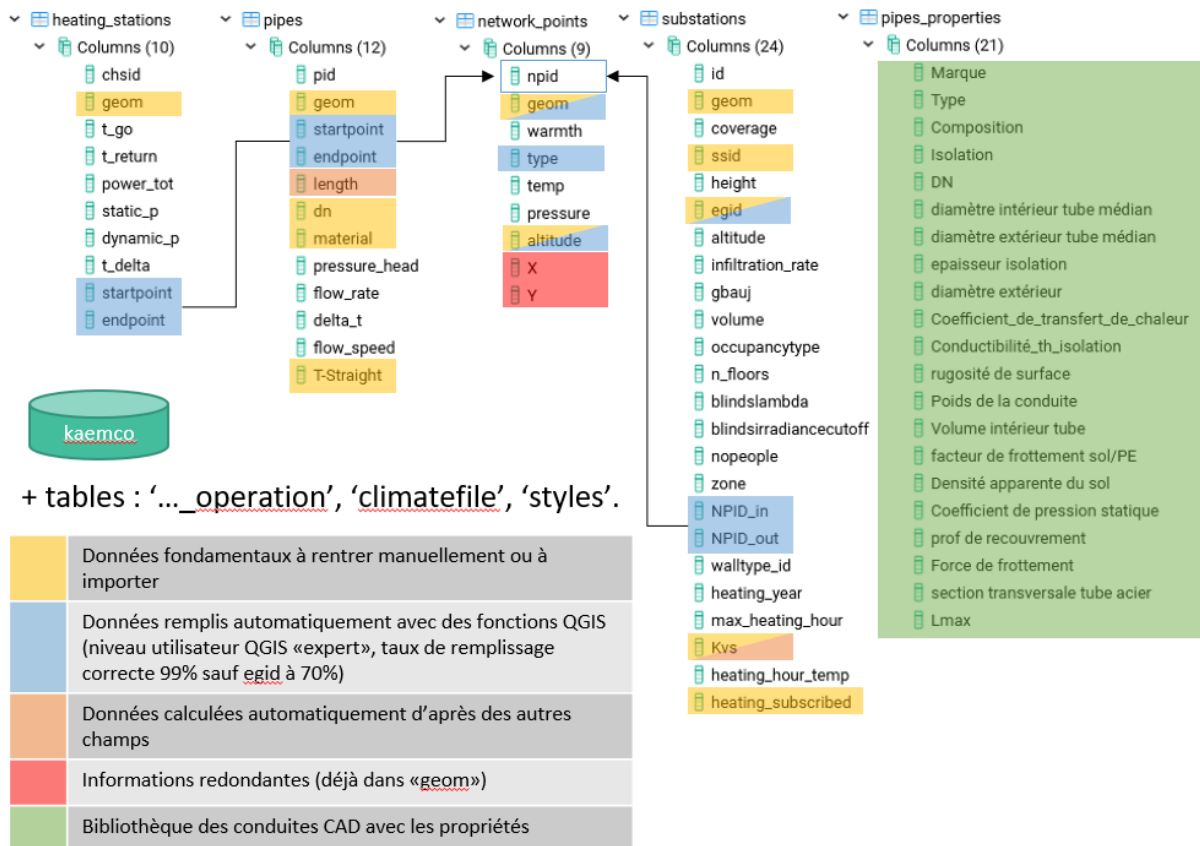 heating_stations
Columns (10)
chsid
geom
t_go
t_return
power_tot
static_p
dynamic_p
t_delta
startpoint
endpoint
pipes
Columns (12)
pid
geom
startpoint
endpoint
length
dn
material
pressure_head
flow_rate
delta_t
flow_speed
T-Straight
network_points
Columns (9)
npid
geom
warmth
type
temp
pressure
altitude
X
Y
substations
Columns (24)
id
geom
coverage
ssid
height
egid
altitude
infiltration_rate
gbauj
volume
occupancytype
n_floors
blindslambda
blindsirradiancecutoff
nopeople
zone
NPID_in
NPID_out
walltype_id
heating_year
max_heating_hour
Kvs
heating_hour_temp
heating_subscribed
pipes_properties
Columns (21)
Marque
Type
Composition
Isolation
DN
diamètre intérieur tube médian
diamètre extérieur tube médian
epaisseur isolation
diamètre extérieur
Coefficient_de_transfert_de_chaleur
Conductibilité_th_isolation
rugosité de surface
Poids de la conduite
Volume intérieur tube
facteur de frottement sol/PE
Densité apparente du sol
Coefficient de pression statique
prof de recouvrement
Force de frottement
section transversale tube acier
Lmax
kaemco
+ tables : ‘..._operation’, ‘climatefile’, ‘styles’.
Données fondamentaux à rentrer manuellement ou à
importer
Données remplis automatiquement avec des fonctions QGIS
(niveau utilisateur QGIS «expert», taux de remplissage
correcte 99% sauf egid à 70%)
Données calculées automatiquement d’après des autres
champs
Informations redondantes (déjà dans «geom»)
Bibliothèque des conduites CAD avec les propriétés